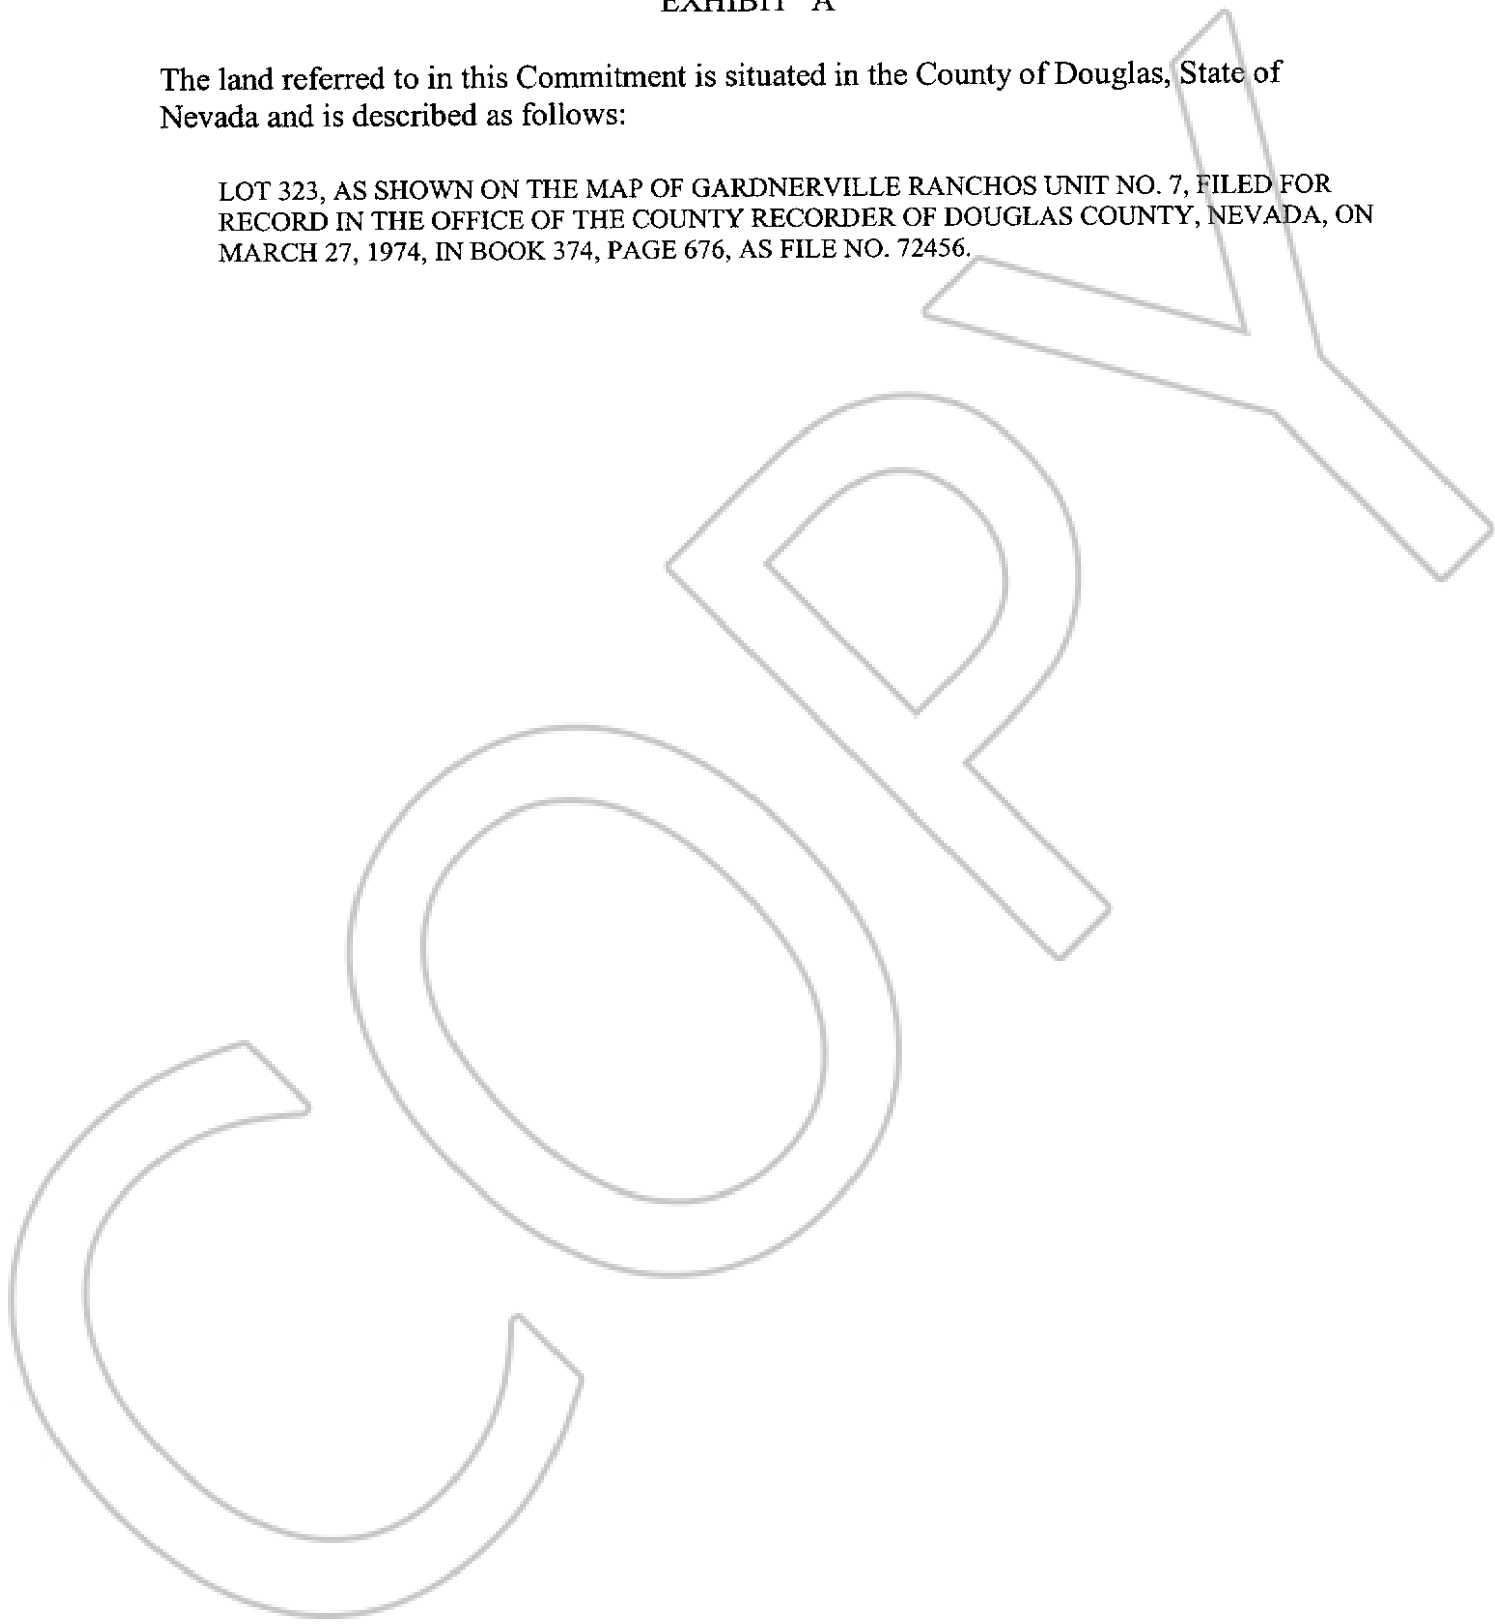 EXHIBIT "A"
The land referred to in this Commitment is situated in the County of Douglas, State of
Nevada and is described as follows:
LOT 323, AS SHOWN ON THE MAP OF GARDNERVILLE RANCHOS UNIT NO. 7, FILED FOR
RECORD IN THE OFFICE OF THE COUNTY RECORDER OF DOUGLAS COUNTY, NEVADA, ON
MARCH 27, 1974, IN BOOK 374, PAGE 676, AS FILE NO. 72456.
COPY